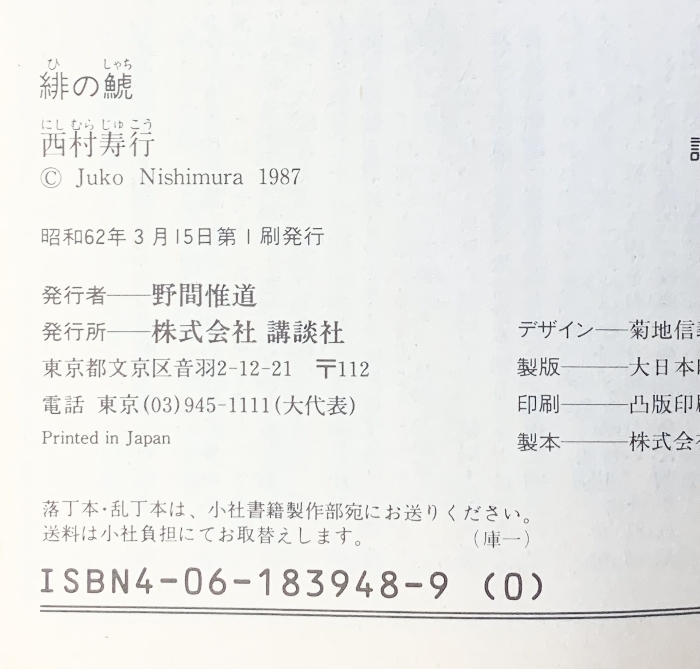 ひ しゃち
緋の鯱
にしむらじゅこう
西村寿行
© Juko Nishimura 1987
昭和62年3月15日第1刷発行
発行者——野間惟道
発行所——株式会社 講談社
東京都文京区音羽2-12-21 〒112
電話 東京(03)945-1111(大代表)
Printed in Japan
デザイン——菊地信
製版———大日本
印刷———凸版印
製本———株式会
落丁本・乱丁本は、小社書籍製作部宛にお送りください。
送料は小社負担にてお取替えします。 (庫一)
ISBN4-06-183948-9 (0)